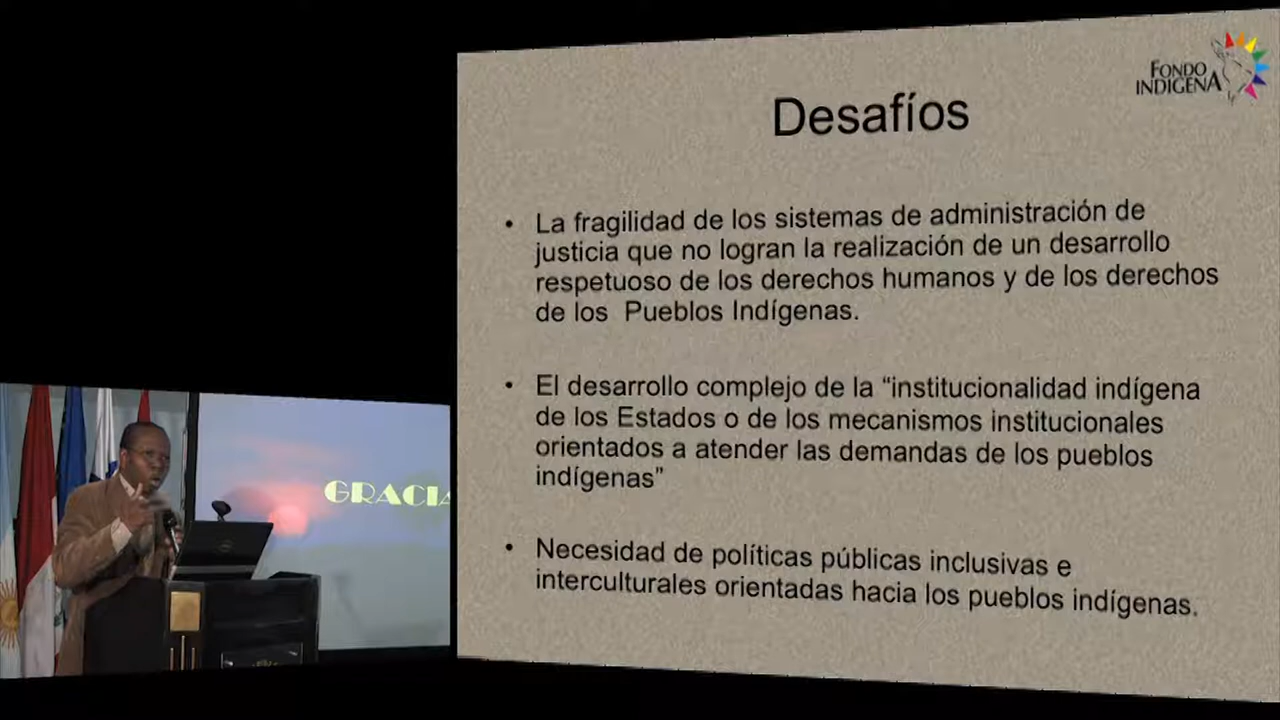 FONDO
INDIGENA
Desafíos
• La fragilidad de los sistemas de administración de
justicia que no logran la realización de un desarrollo
respetuoso de los derechos humanos y de los derechos
de los Pueblos Indígenas.
• El desarrollo complejo de la “institucionalidad indígena
de los Estados o de los mecanismos institucionales
orientados a atender las demandas de los pueblos
indígenas”
• Necesidad de políticas públicas inclusivas e
interculturales orientadas hacia los pueblos indígenas.
GRACIA